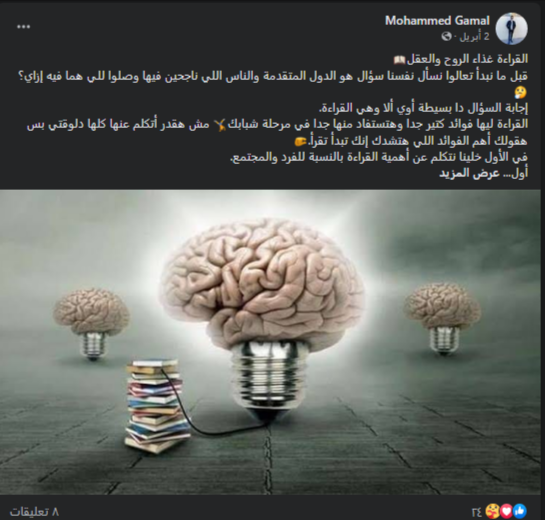 Mohammed Gamal
2 أبريل ·
القراءة غذاء الروح والعقل📖
قبل ما نبدأ تعالوا نسأل نفسنا سؤال هو الدول المتقدمة والناس اللي ناجحين فيها وصلوا للي هما فيه إزاي؟
🤔
إجابة السؤال دا بسيطة أوي ألا وهي القراءة.
القراءة ليها فوائد كتير جدا وهتستفاد منها جدا في مرحلة شبابك🤸 مش هقدر أتكلم عنها كلها دلوقتي بس
هقولك أهم الفوائد اللي هتشدك إنك تبدأ تقرأ.👊
في الأول خلينا نتكلم عن أهمية القراءة بالنسبة للفرد والمجتمع.
أول... عرض المزيد
٢٤
٨ تعليقات